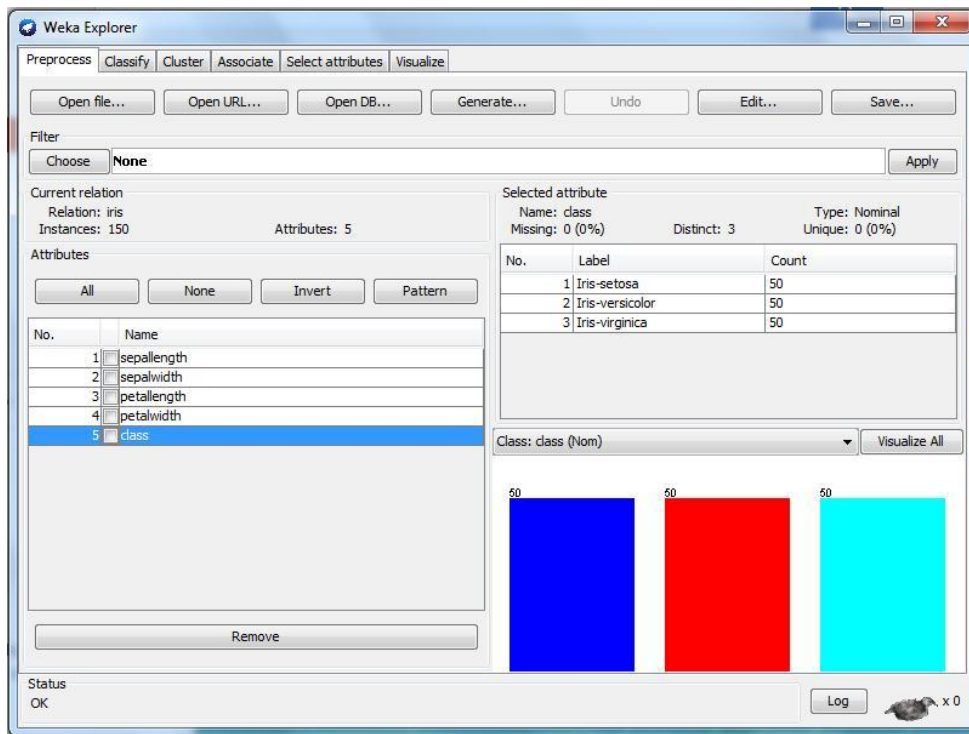 Weka Explorer
Preprocess Classify Cluster Associate Select attributes Visualize
Open file... Open URL... Open DB... Generate... Undo Edit... Save...
Filter
Choose None Apply
Current relation
Relation: iris
Instances: 150 Attributes: 5
Attributes
All None Invert Pattern
No. Name
1 sepallength
2 sepalwidth
3 petallength
4 petalwidth
5 class
Remove
Selected attribute
Name: class Type: Nominal
Missing: 0 (0%) Distinct: 3 Unique: 0 (0%)
No. Label Count
1 Iris-setosa 50
2 Iris-versicolor 50
3 Iris-virginica 50
Class: class (Nom) Visualize All
50 50 50
Status
OK
Log x 0